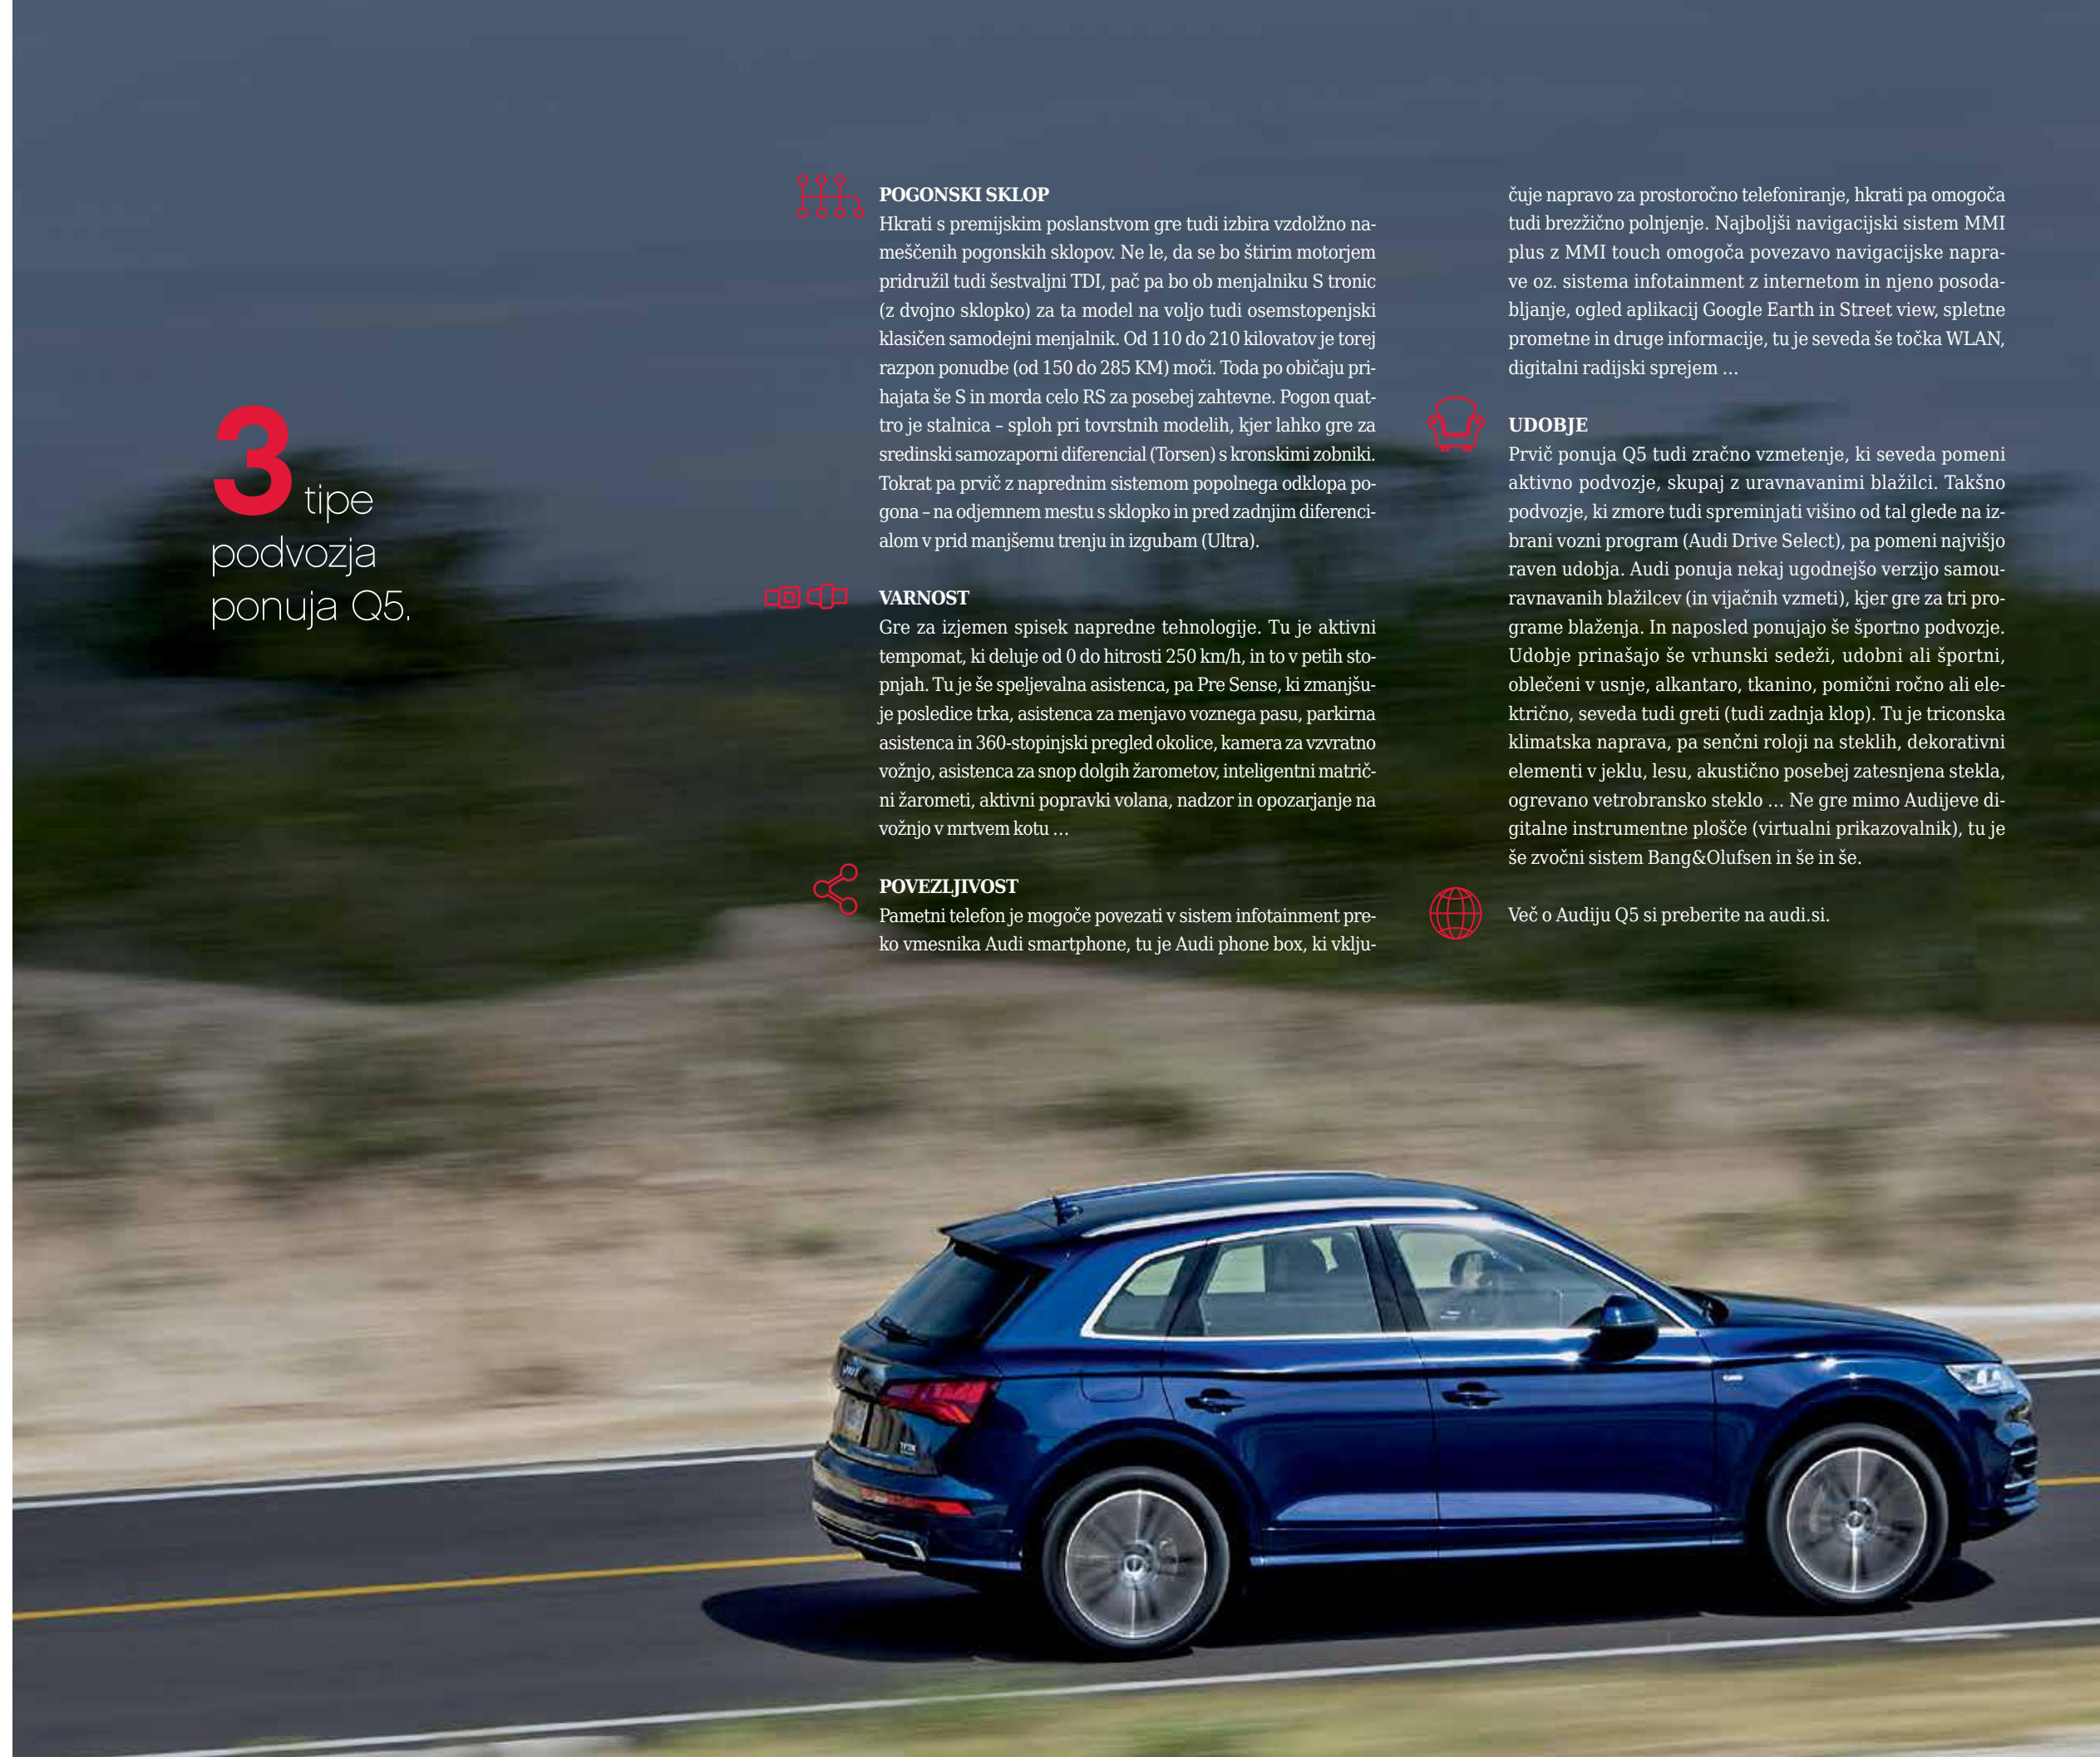 3 tipe
podvozja
ponuja Q5.
POGONSKI SKLOP
Hkrati s premijskim poslanstvom gre tudi izbira vzdolžno na-
meščenih pogonskih sklopov. Ne le, da se bo štirim motorjem
pridružil tudi šestvaljni TDI, pač pa bo ob menjalniku S tronic
(z dvojno sklopko) za ta model na voljo tudi osemstopenjski
klasičen samodejni menjalnik. Od 110 do 210 kilovatov je torej
razpon ponudbe (od 150 do 285 KM) moči. Toda po običaju pri-
hajata še S in morda celo RS za posebej zahtevne. Pogon quat-
tro je stalnica – sploh pri tovrstnih modelih, kjer lahko gre za
sredinski samozaporni diferencial (Torsen) s kronskimi zobniki.
Tokrat pa prvič z naprednim sistemom popolnega odklopa po-
gona – na odjemnem mestu s sklopko in pred zadnjim diferenci-
alom v prid manjšemu trenju in izgubam (Ultra).
VARNOST
Gre za izjemen spisek napredne tehnologije. Tu je aktivni
tempomat, ki deluje od 0 do hitrosti 250 km/h, in to v petih sto-
pnjah. Tu je še speljevalna asistenca, pa Pre Sense, ki zmanjšu-
je posledice trka, asistenca za menjavo voznega pasu, parkirna
asistenca in 360-stopinjski pregled okolice, kamera za vzvratno
vožnjo, asistenca za snop dolgih žarometov, inteligentni matrič-
ni žarometi, aktivni popravki volana, nadzor in opozarjanje na
vožnjo v mrtvem kotu …
POVEZLJIVOST
Pametni telefon je mogoče povezati v sistem infotainment pre-
ko vmesnika Audi smartphone, tu je Audi phone box, ki vklju-
čuje napravo za prostoročno telefoniranje, hkrati pa omogoča
tudi brezžično polnjenje. Najboljši navigacijski sistem MMI
plus z MMI touch omogoča povezavo navigacijske napra-
ve oz. sistema infotainment z internetom in njeno posoda-
bljanje, ogled aplikacij Google Earth in Street view, spletne
prometne in druge informacije, tu je seveda še točka WLAN,
digitalni radijski sprejem …
UDOBJE
Prvič ponuja Q5 tudi zračno vzmetenje, ki seveda pomeni
aktivno podvozje, skupaj z uravnavanimi blažilci. Takšno
podvozje, ki zmore tudi spreminjati višino od tal glede na iz-
brani vozni program (Audi Drive Select), pa pomeni najvišjo
raven udobja. Audi ponuja nekaj ugodnejšo verzijo samou-
ravnavanih blažilcev (in vijačnih vzmeti), kjer gre za tri pro-
grame blaženja. In naposled ponujajo še športno podvozje.
Udobje prinašajo še vrhunski sedeži, udobni ali športni,
oblečeni v usnje, alkantaro, tkanino, pomični ročno ali ele-
ktrično, seveda tudi greti (tudi zadnja klop). Tu je triconska
klimatska naprava, pa senčni roloji na steklih, dekorativni
elementi v jeklu, lesu, akustično posebej zatesnjena stekla,
ogrevano vetrobransko steklo … Ne gre mimo Audijeve di-
gitalne instrumentne plošče (virtualni prikazovalnik), tu je
še zvočni sistem Bang&Olufsen in še in še.
Več o Audiju Q5 si preberite na audi.si.